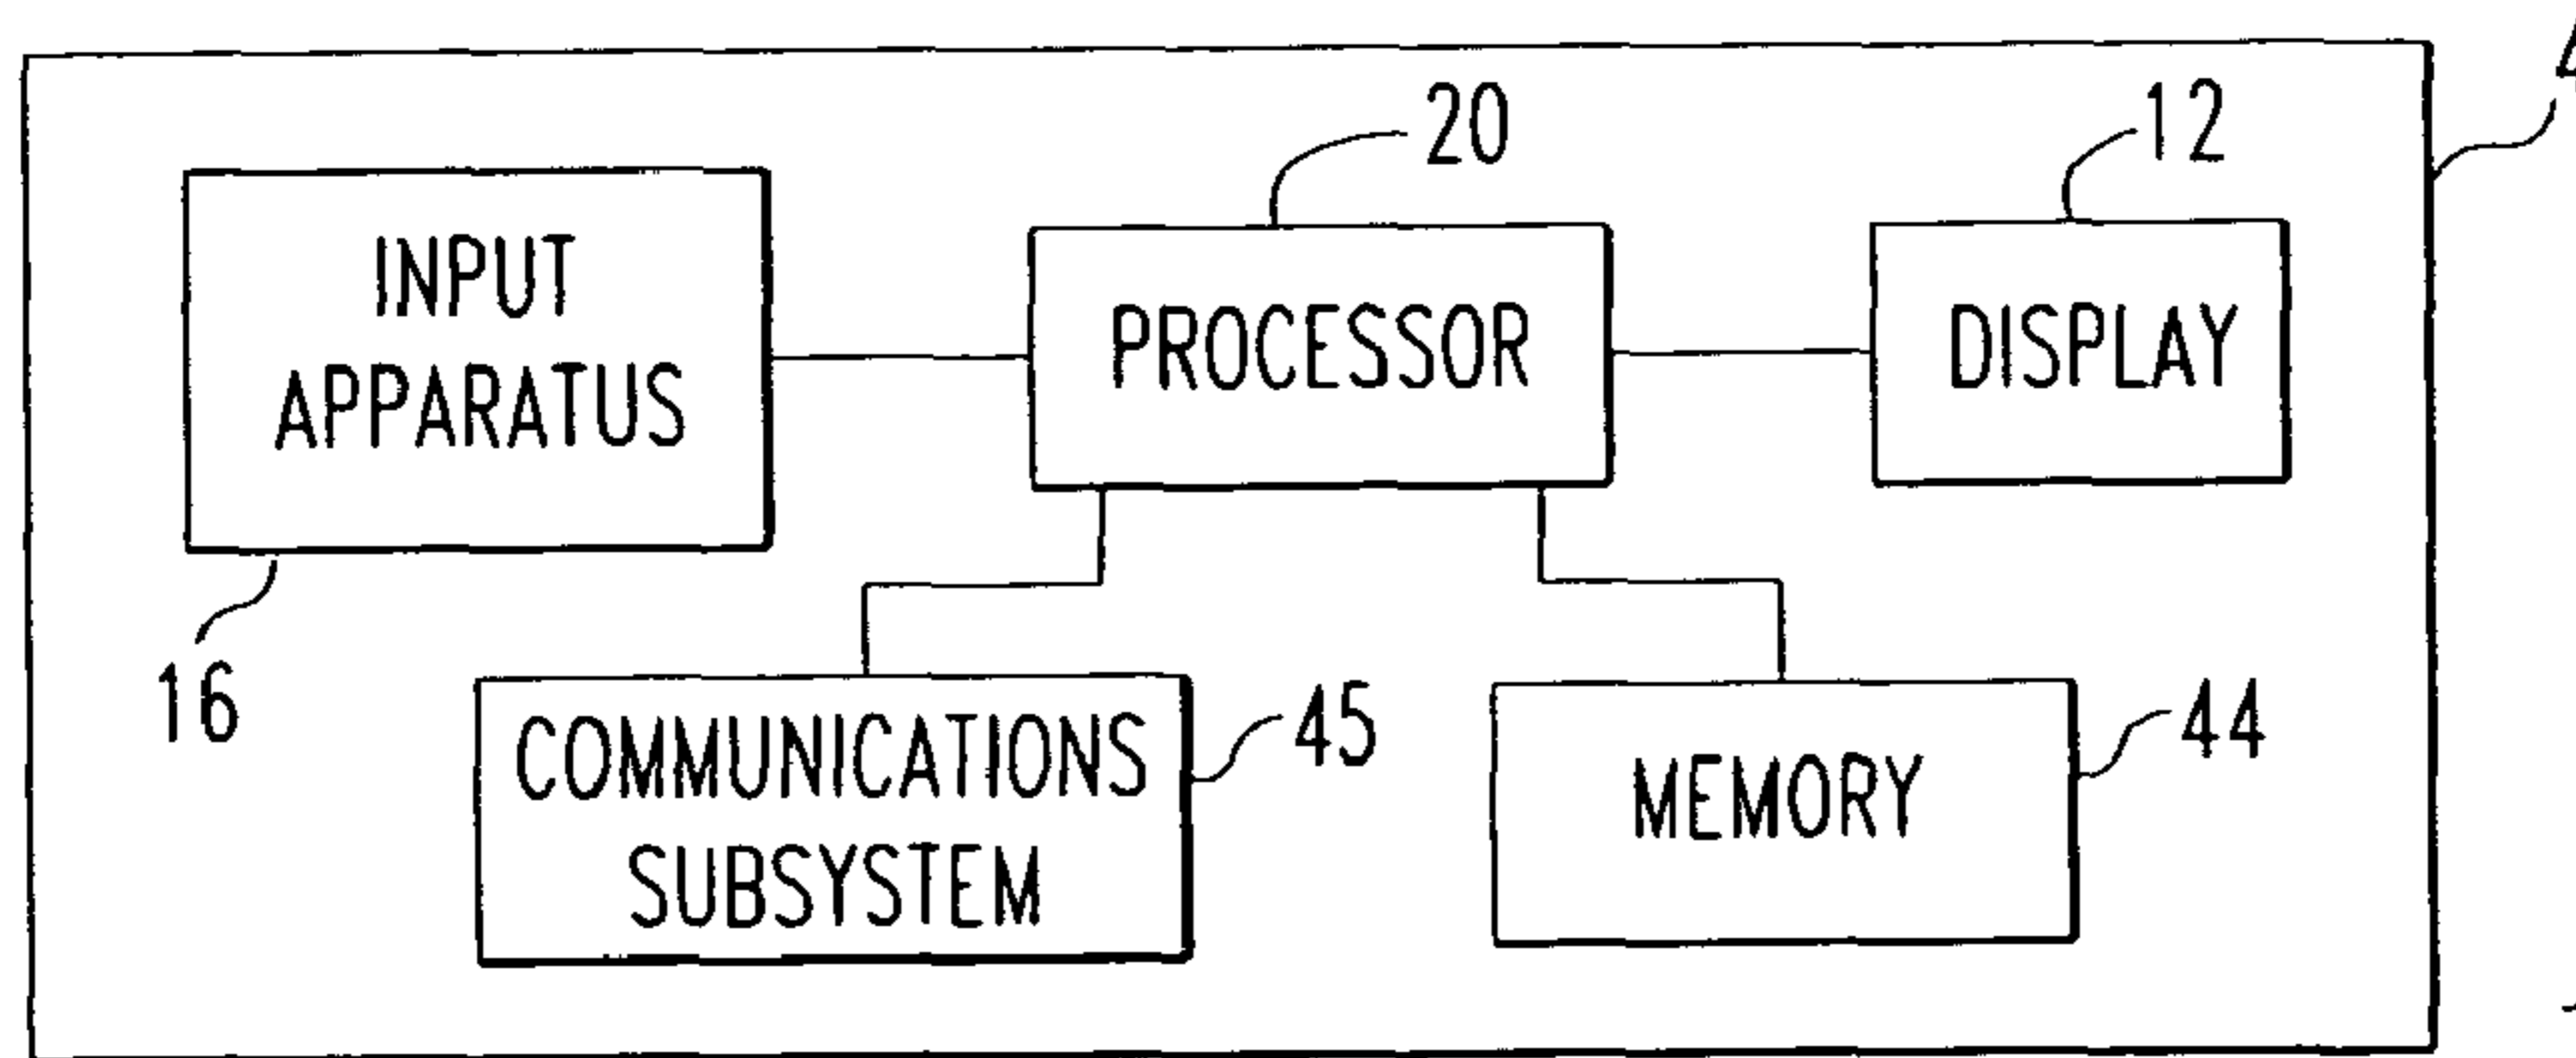 20
12
INPUT
APPARATUS
PROCESSOR
DISPLAY
16
COMMUNICATIONS
SUBSYSTEM
45
MEMORY
44